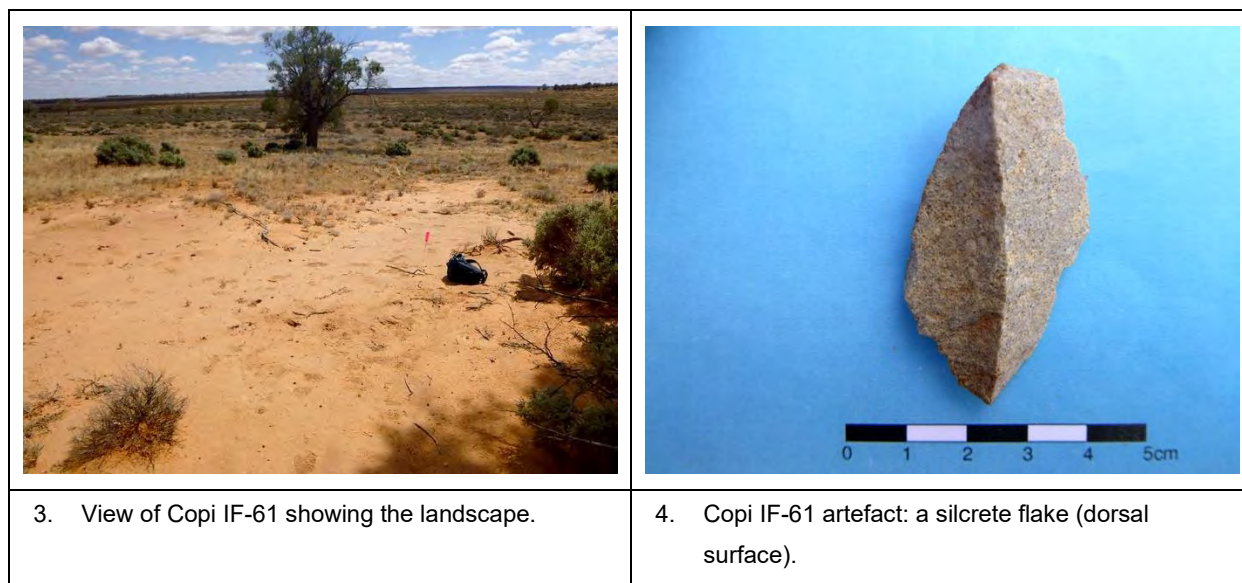 0 1 2 3 4 5cm
3. View of Copi IF-61 showing the landscape.
4. Copi IF-61 artefact: a silcrete flake (dorsal
surface).